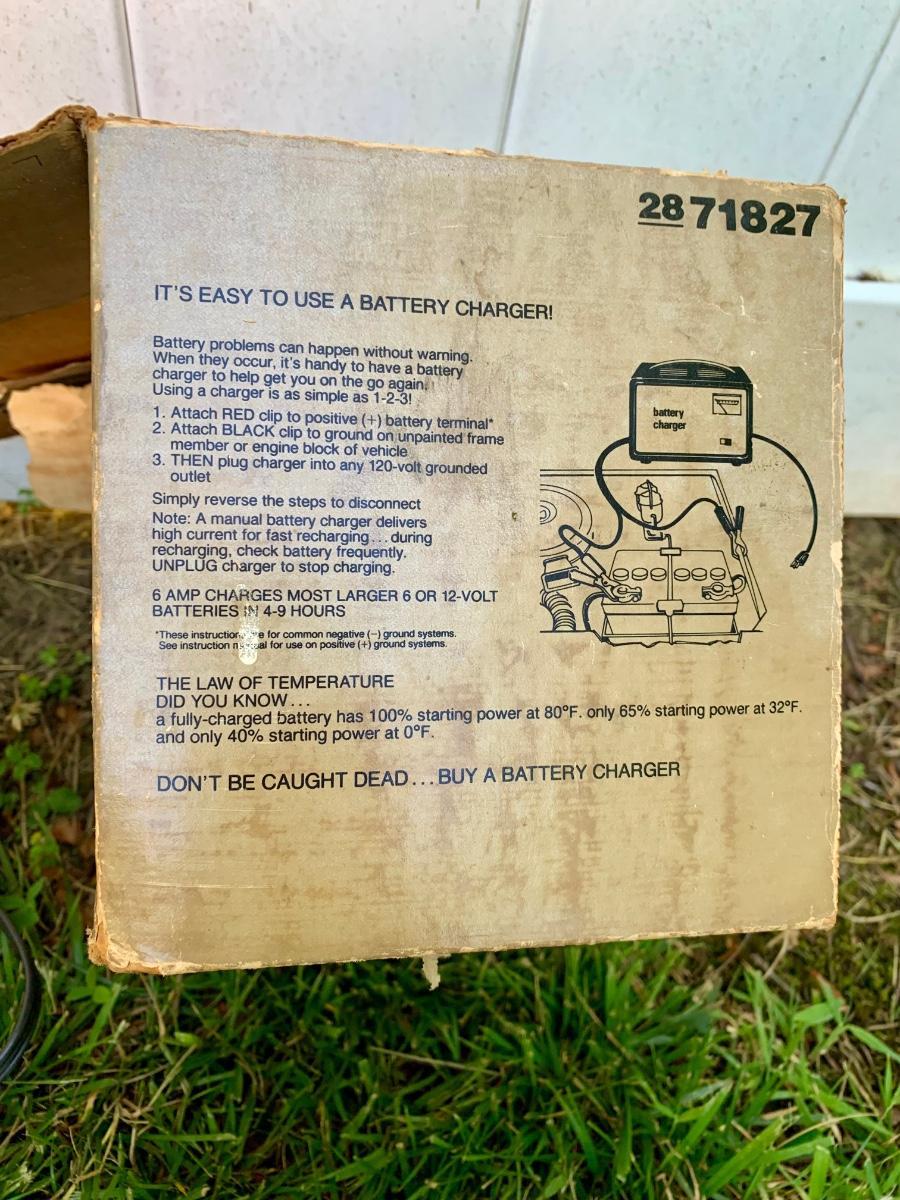 28 71827
IT'S EASY TO USE A BATTERY CHARGER!
Battery problems can happen without warning.
When they occur, it's handy to have a battery
charger to help get you on the go again.
Using a charger is as simple as 1-2-3!
1. Attach RED clip to positive (+) battery terminal*
2. Attach BLACK clip to ground on unpainted frame
member or engine block of vehicle
3. THEN plug charger into any 120-volt grounded
outlet
Simply reverse the steps to disconnect
Note: A manual battery charger delivers
high current for fast recharging...during
recharging, check battery frequently.
UNPLUG charger to stop charging.
6 AMP CHARGES MOST LARGER 6 OR 12-VOLT
BATTERIES IN 4-9 HOURS
*These instructions are for common negative (−) ground systems.
See instruction manual for use on positive (+) ground systems.
battery
charger
THE LAW OF TEMPERATURE
DID YOU KNOW...
a fully-charged battery has 100% starting power at 80°F. only 65% starting power at 32°F.
and only 40% starting power at 0°F.
DON'T BE CAUGHT DEAD...BUY A BATTERY CHARGER